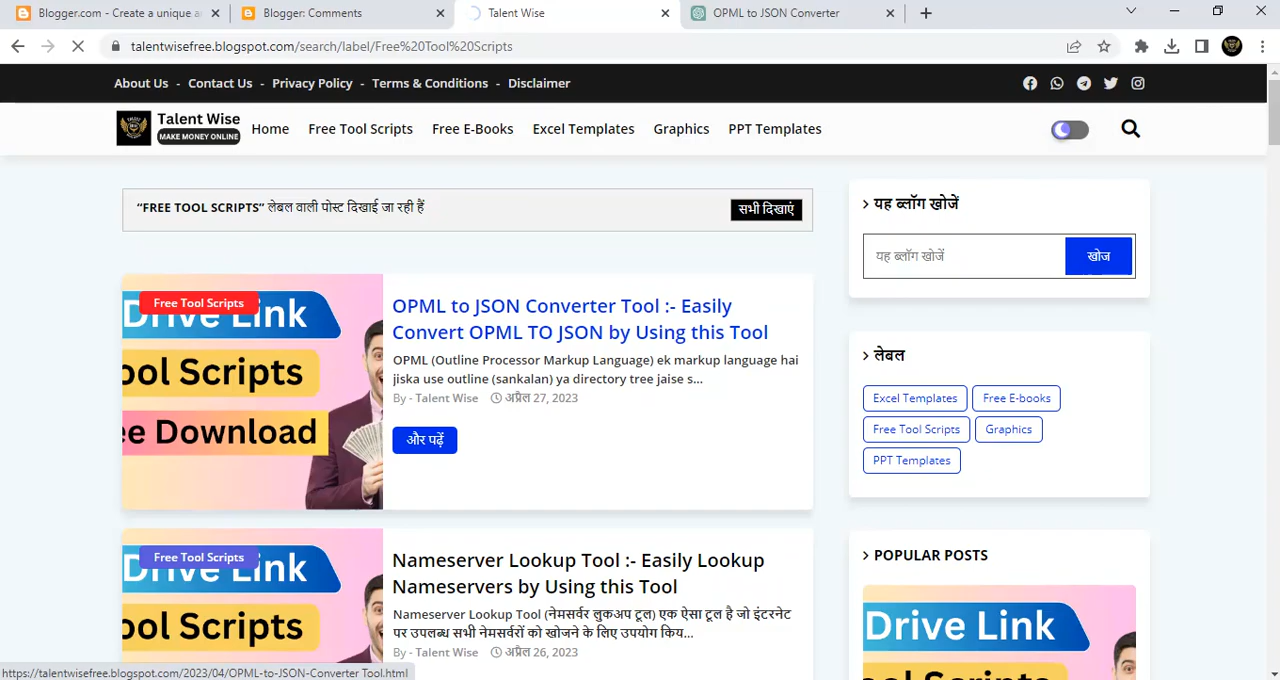 Blogger.com - Create a unique a
Blogger: Comments
Talent Wise
OPML to JSON Converter
talentwisefree.blogspot.com/search/label/Free%20Tool%20Scripts
About Us - Contact Us - Privacy Policy - Terms & Conditions - Disclaimer
Talent Wise
MAKE MONEY ONLINE
Home
Free Tool Scripts
Free E-Books
Excel Templates
Graphics
PPT Templates
"FREE TOOL SCRIPTS" लेबल वाली पोस्ट दिखाई जा रही हैं
सभी दिखाएं
Free Tool Scripts
Drive Link
ool Scripts
ee Download
OPML to JSON Converter Tool :- Easily
Convert OPML TO JSON by Using this Tool
OPML (Outline Processor Markup Language) ek markup language hai
jiska use outline (sankalan) ya directory tree jaise s...
By - Talent Wise
अप्रैल 27, 2023
और पढ़ें
Free Tool Scripts
Drive Link
ool Scripts
Nameserver Lookup Tool :- Easily Lookup
Nameservers by Using this Tool
Nameserver Lookup Tool (नेमसर्वर लुकअप टूल) एक ऐसा टूल है जो इंटरनेट
पर उपलब्ध सभी नेमसर्वरों को खोजने के लिए उपयोग किय...
By - Talent Wise
अप्रैल 26, 2023
यह ब्लॉग खोजें
यह ब्लॉग खोजें
खोज
लेबल
Excel Templates
Free E-books
Free Tool Scripts
Graphics
PPT Templates
POPULAR POSTS
Drive Link
ool Scripts
https://talentwisefree.blogspot.com/2023/04/OPML-to-JSON-Converter Tool.html